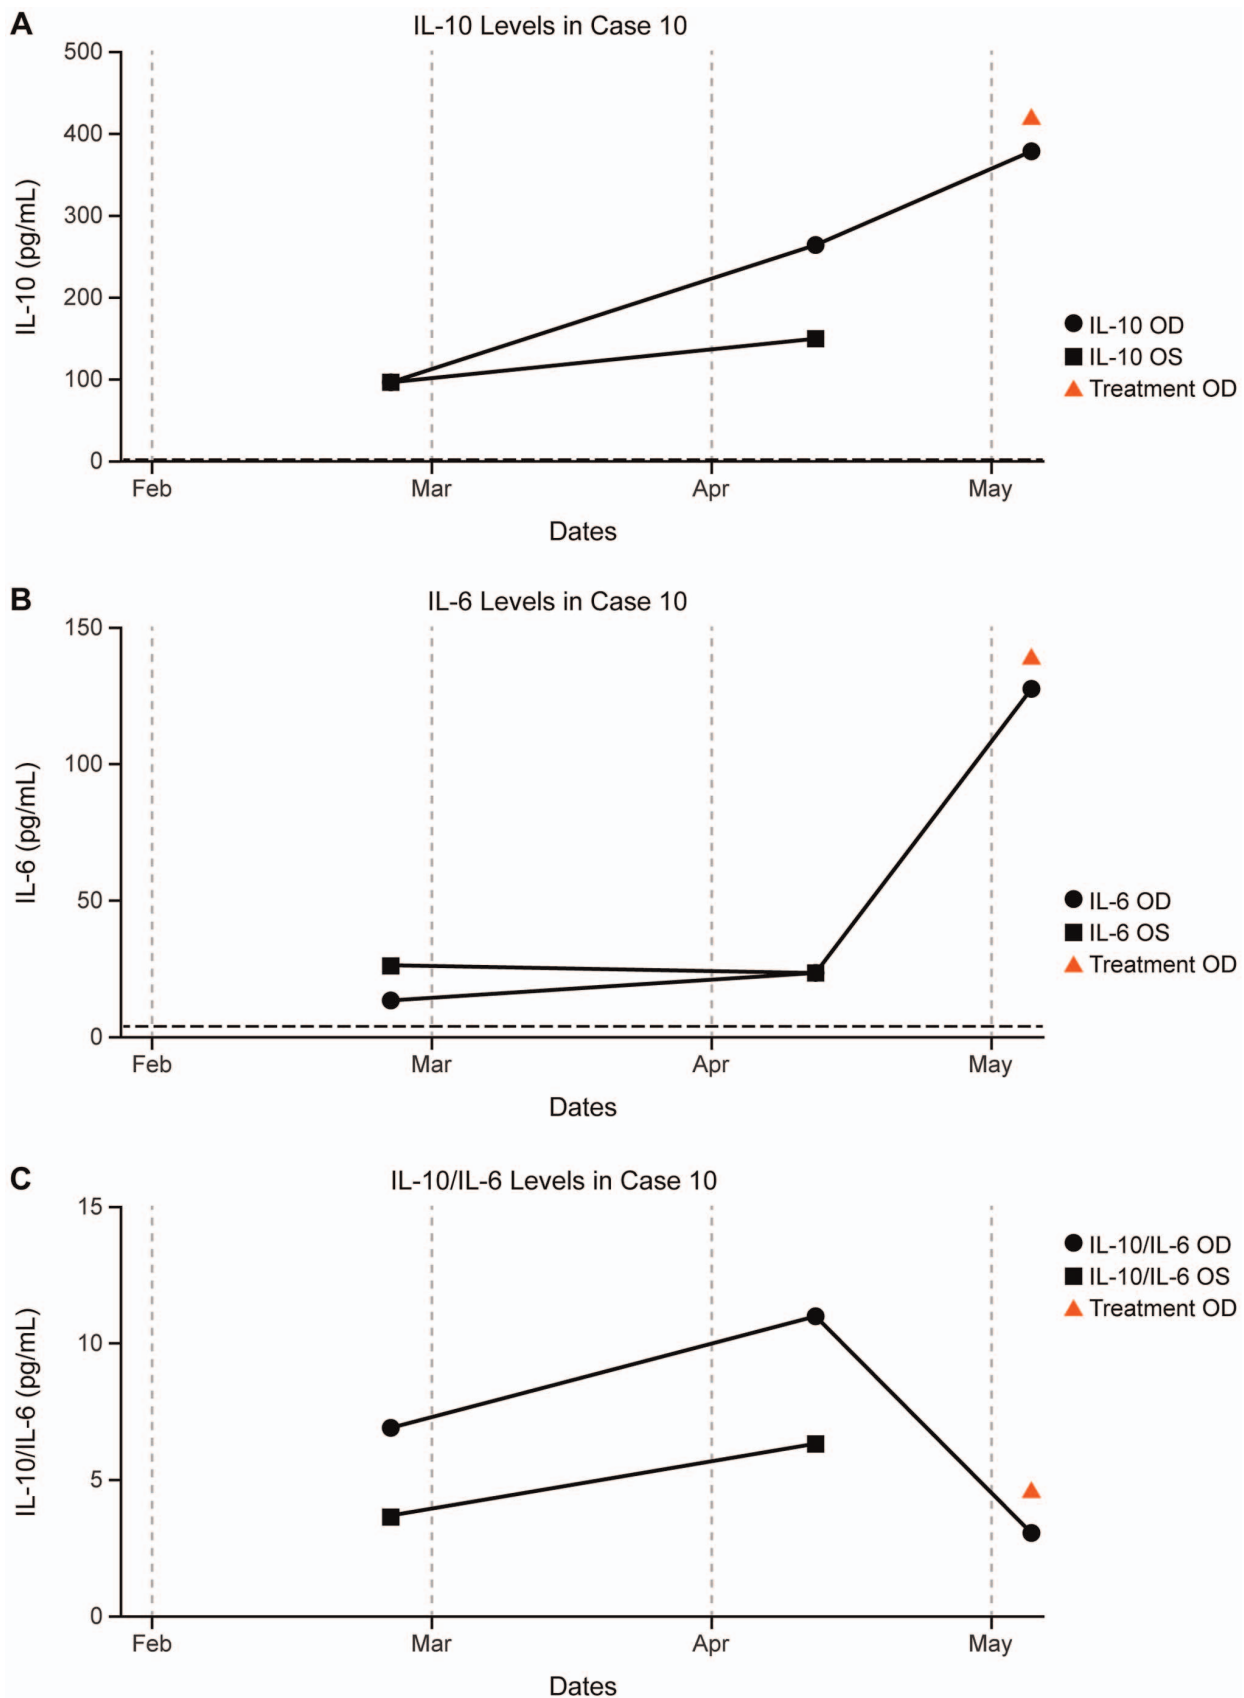 A
IL-10 Levels in Case 10
500
400
300
200
100
0
IL-10 (pg/mL)
Feb Mar Apr May
Dates
IL-10 OD
IL-10 OS
Treatment OD
B
IL-6 Levels in Case 10
150
100
50
0
IL-6 (pg/mL)
Feb Mar Apr May
Dates
IL-6 OD
IL-6 OS
Treatment OD
C
IL-10/IL-6 Levels in Case 10
15
10
5
0
IL-10/IL-6 (pg/mL)
Feb Mar Apr May
Dates
IL-10/IL-6 OD
IL-10/IL-6 OS
Treatment OD